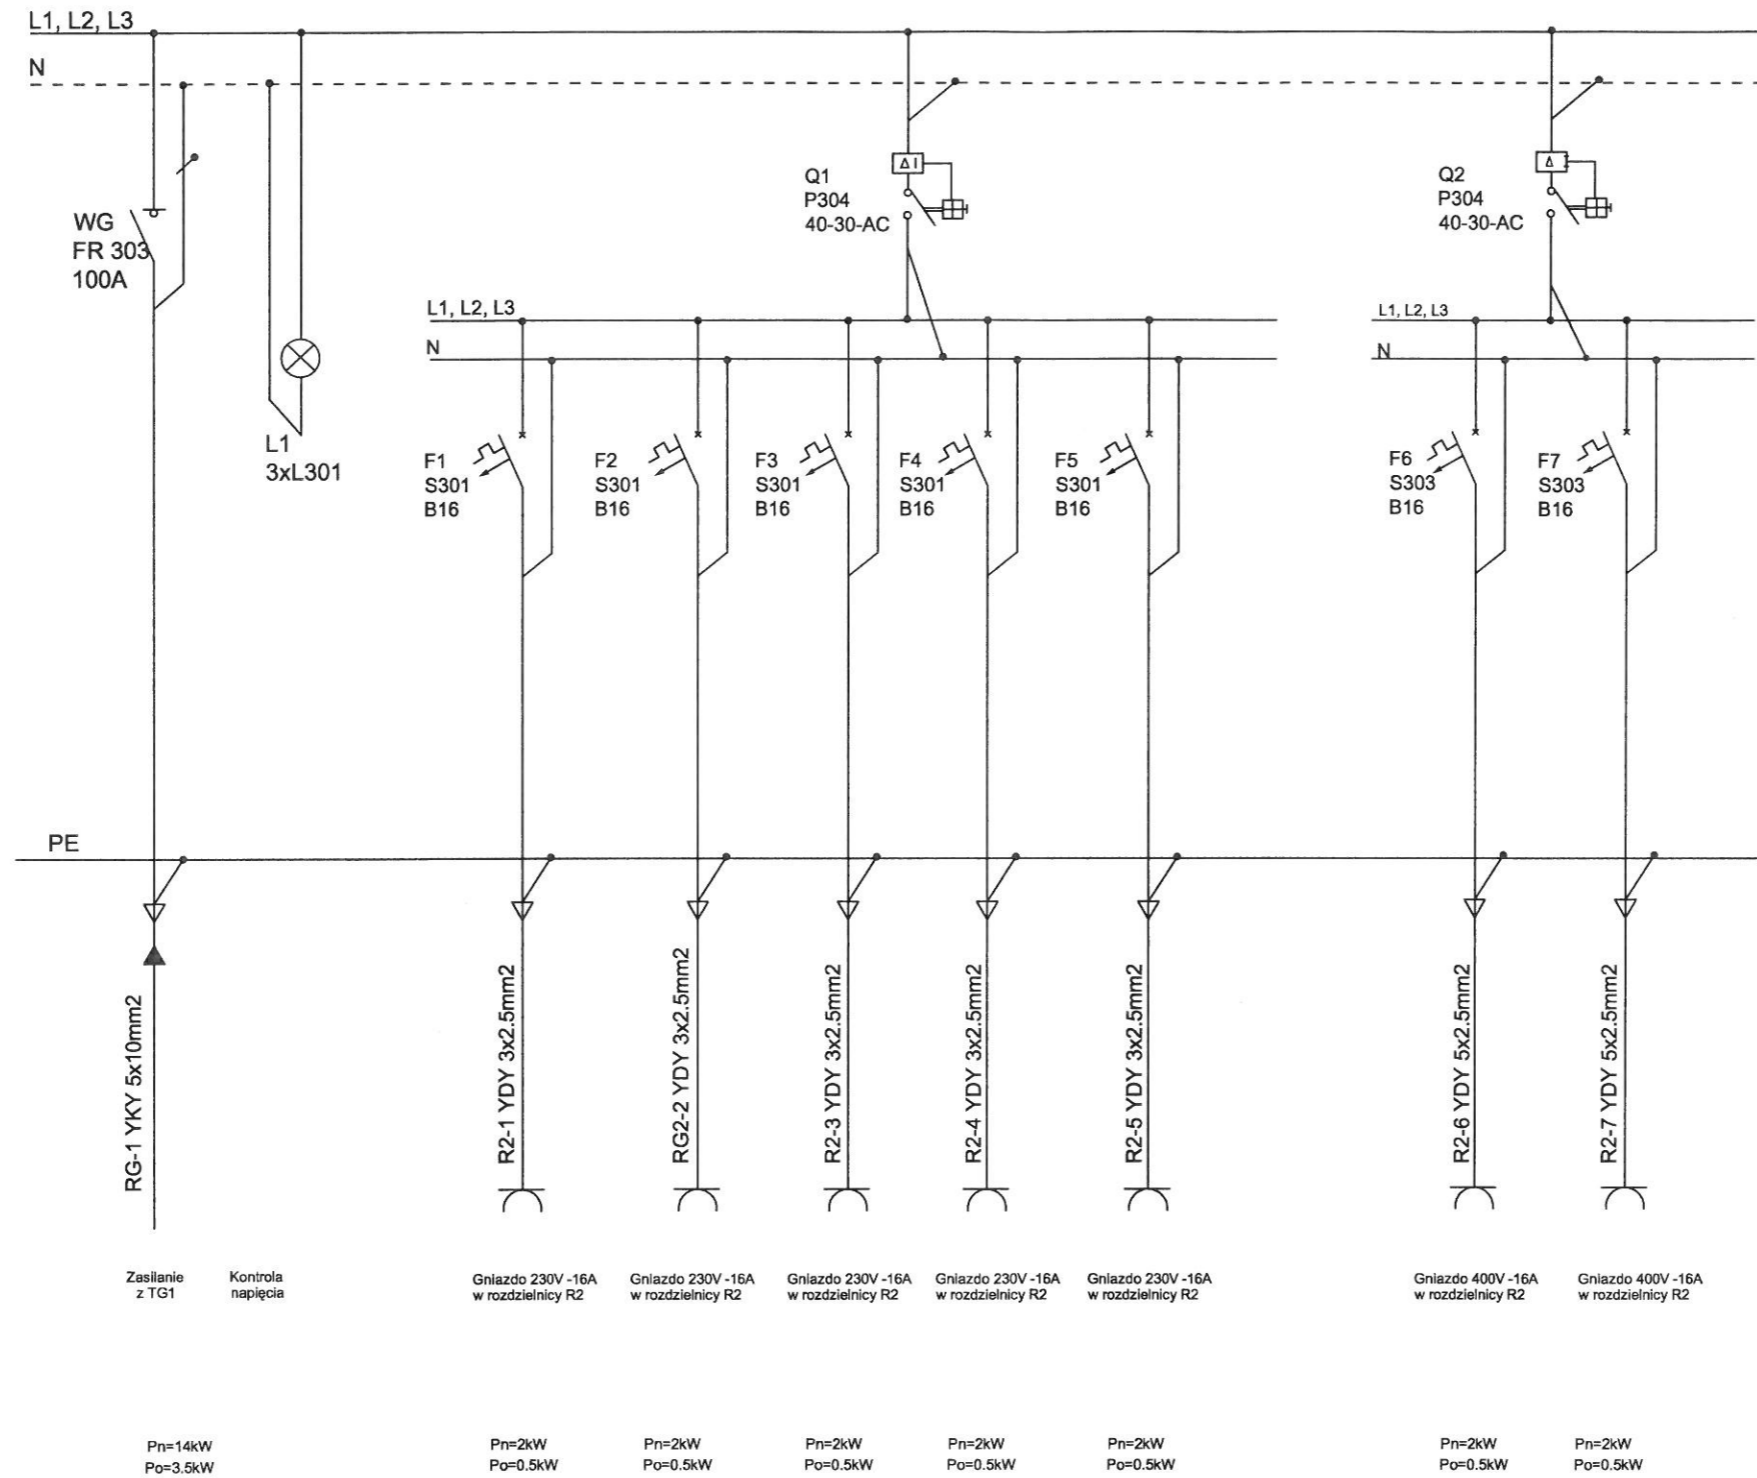 L1, L2, L3
N
WG
FR 303
100A
L1
3xL301
Q1
P304
40-30-AC
Q2
P304
40-30-AC
L1, L2, L3
N
L1, L2, L3
N
ΔI
Δ
F1
S301
B16
F2
S301
B16
F3
S301
B16
F4
S301
B16
F5
S301
B16
F6
S303
B16
F7
S303
B16
PE
RG-1 YKY 5x10mm2
R2-1 YDY 3x2.5mm2
RG2-2 YDY 3x2.5mm2
R2-3 YDY 3x2.5mm2
R2-4 YDY 3x2.5mm2
R2-5 YDY 3x2.5mm2
R2-6 YDY 5x2.5mm2
R2-7 YDY 5x2.5mm2
Zasilanie
z TG1
Kontrola
napięcia
Gniazdo 230V -16A
w rozdzielnicy R2
Gniazdo 230V -16A
w rozdzielnicy R2
Gniazdo 230V -16A
w rozdzielnicy R2
Gniazdo 230V -16A
w rozdzielnicy R2
Gniazdo 230V -16A
w rozdzielnicy R2
Gniazdo 400V -16A
w rozdzielnicy R2
Gniazdo 400V -16A
w rozdzielnicy R2
Pn=14kW
Po=3.5kW
Pn=2kW
Po=0.5kW
Pn=2kW
Po=0.5kW
Pn=2kW
Po=0.5kW
Pn=2kW
Po=0.5kW
Pn=2kW
Po=0.5kW
Pn=2kW
Po=0.5kW
Pn=2kW
Po=0.5kW